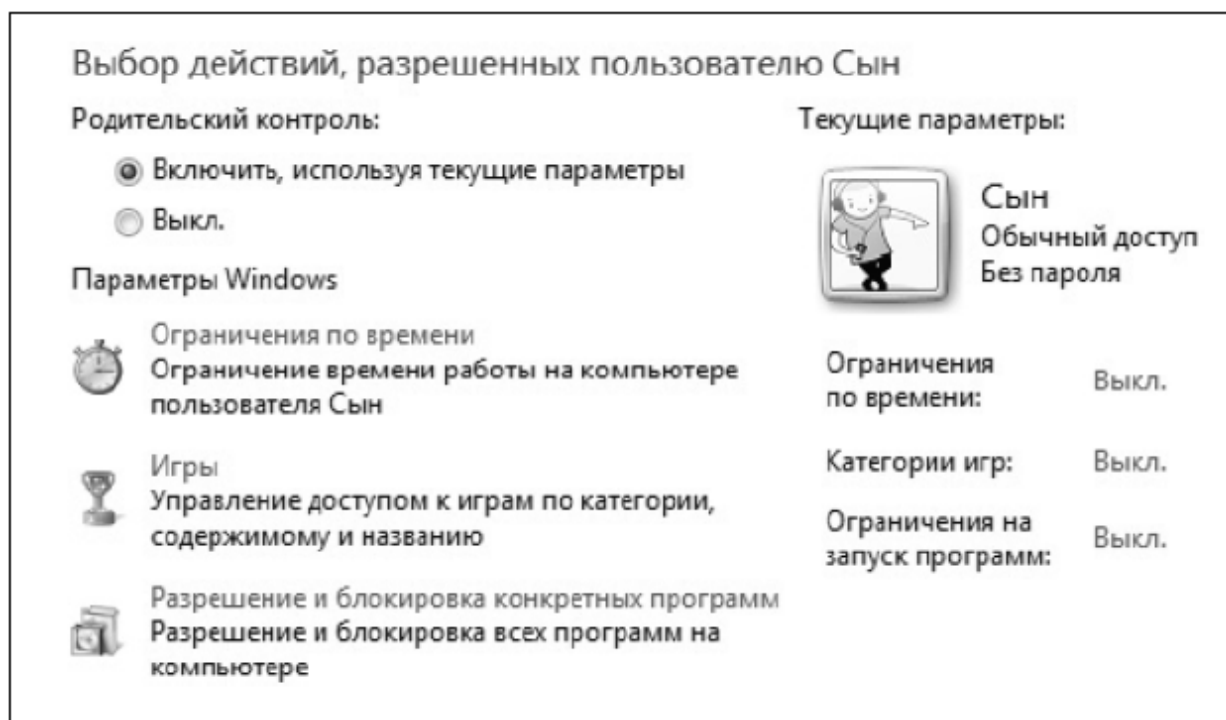 Выбор действий, разрешенных пользователю Сын
Родительский контроль:
Включить, используя текущие параметры
Выкл.
Параметры Windows
Ограничения по времени
Ограничение времени работы на компьютере
пользователя Сын
Игры
Управление доступом к играм по категории,
содержимому и названию
Разрешение и блокировка конкретных программ
Разрешение и блокировка всех программ на
компьютере
Текущие параметры:
Сын
Обычный доступ
Без пароля
Ограничения
по времени:
Выкл.
Категории игр:
Выкл.
Ограничения на
запуск программ:
Выкл.